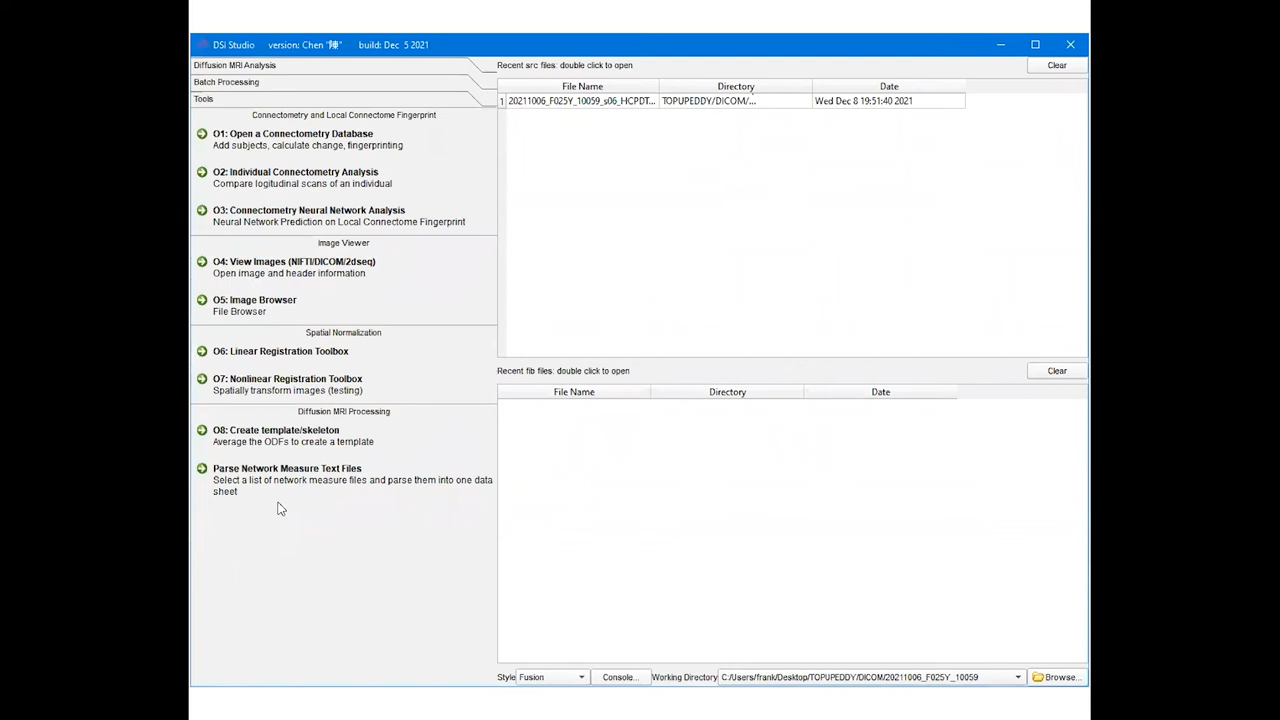 DSI Studio version: Chen "陳" build: Dec 5 2021
Diffusion MRI Analysis
Batch Processing
Tools
Connectometry and Local Connectome Fingerprint
O1: Open a Connectometry Database
Add subjects, calculate change, fingerprinting
O2: Individual Connectometry Analysis
Compare logitudinal scans of an individual
O3: Connectometry Neural Network Analysis
Neural Network Prediction on Local Connectome Fingerprint
Image Viewer
O4: View Images (NIFTI/DICOM/2dseq)
Open image and header information
O5: Image Browser
File Browser
Spatial Normalization
O6: Linear Registration Toolbox
O7: Nonlinear Registration Toolbox
Spatially transform images (testing)
Diffusion MRI Processing
O8: Create template/skeleton
Average the ODFs to create a template
Parse Network Measure Text Files
Select a list of network measure files and parse them into one data
sheet
Recent src files: double click to open
Clear
File Name Directory Date
1 20211006_F025Y_10059_s06_HCPDT... TOPUPEDDY/DICOM/... Wed Dec 8 19:51:40 2021
Recent fib files: double click to open
Clear
File Name Directory Date
Style Fusion Console... Working Directory C:/Users/frank/Desktop/TOPUPEDDY/DICOM/20211006_F025Y_10059 Browse...